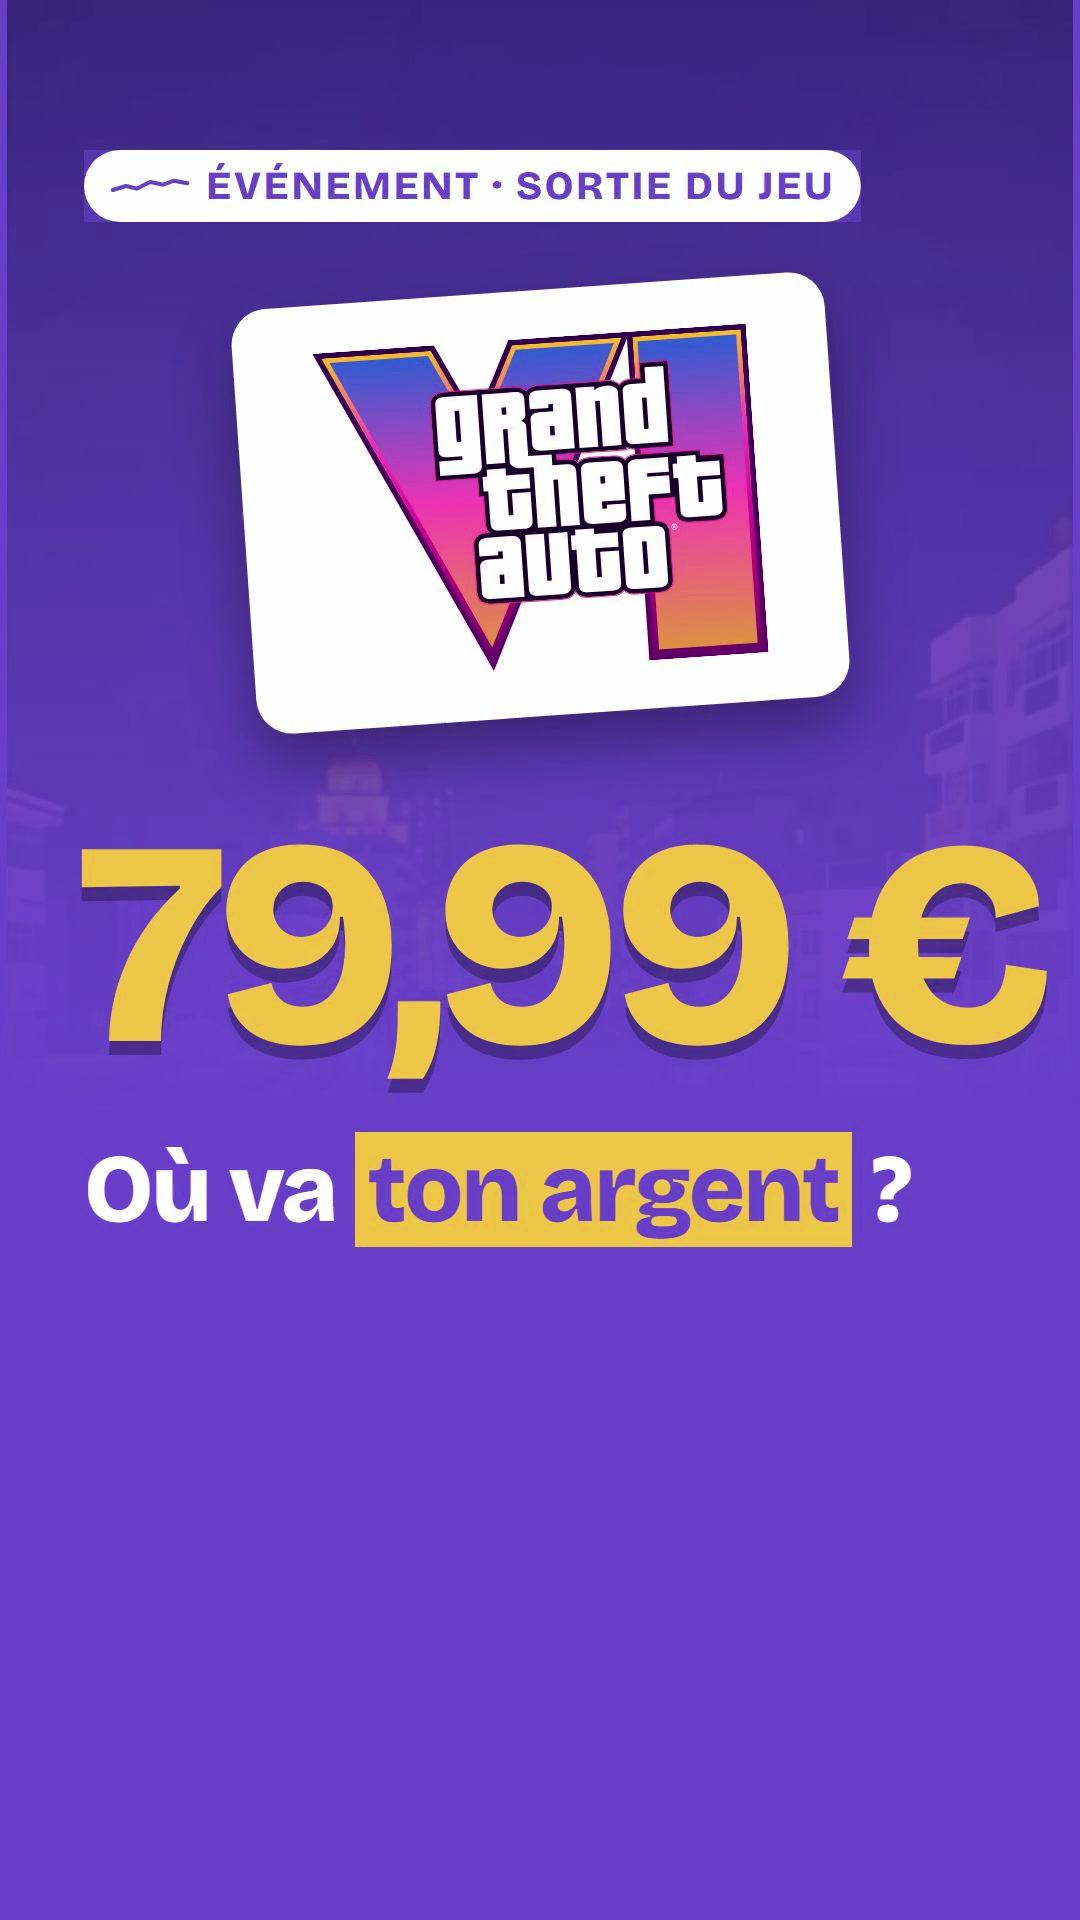 ÉVÉNEMENT · SORTIE DU JEU
VI
grand
theft
auto®
79,99 €
Où va ton argent ?